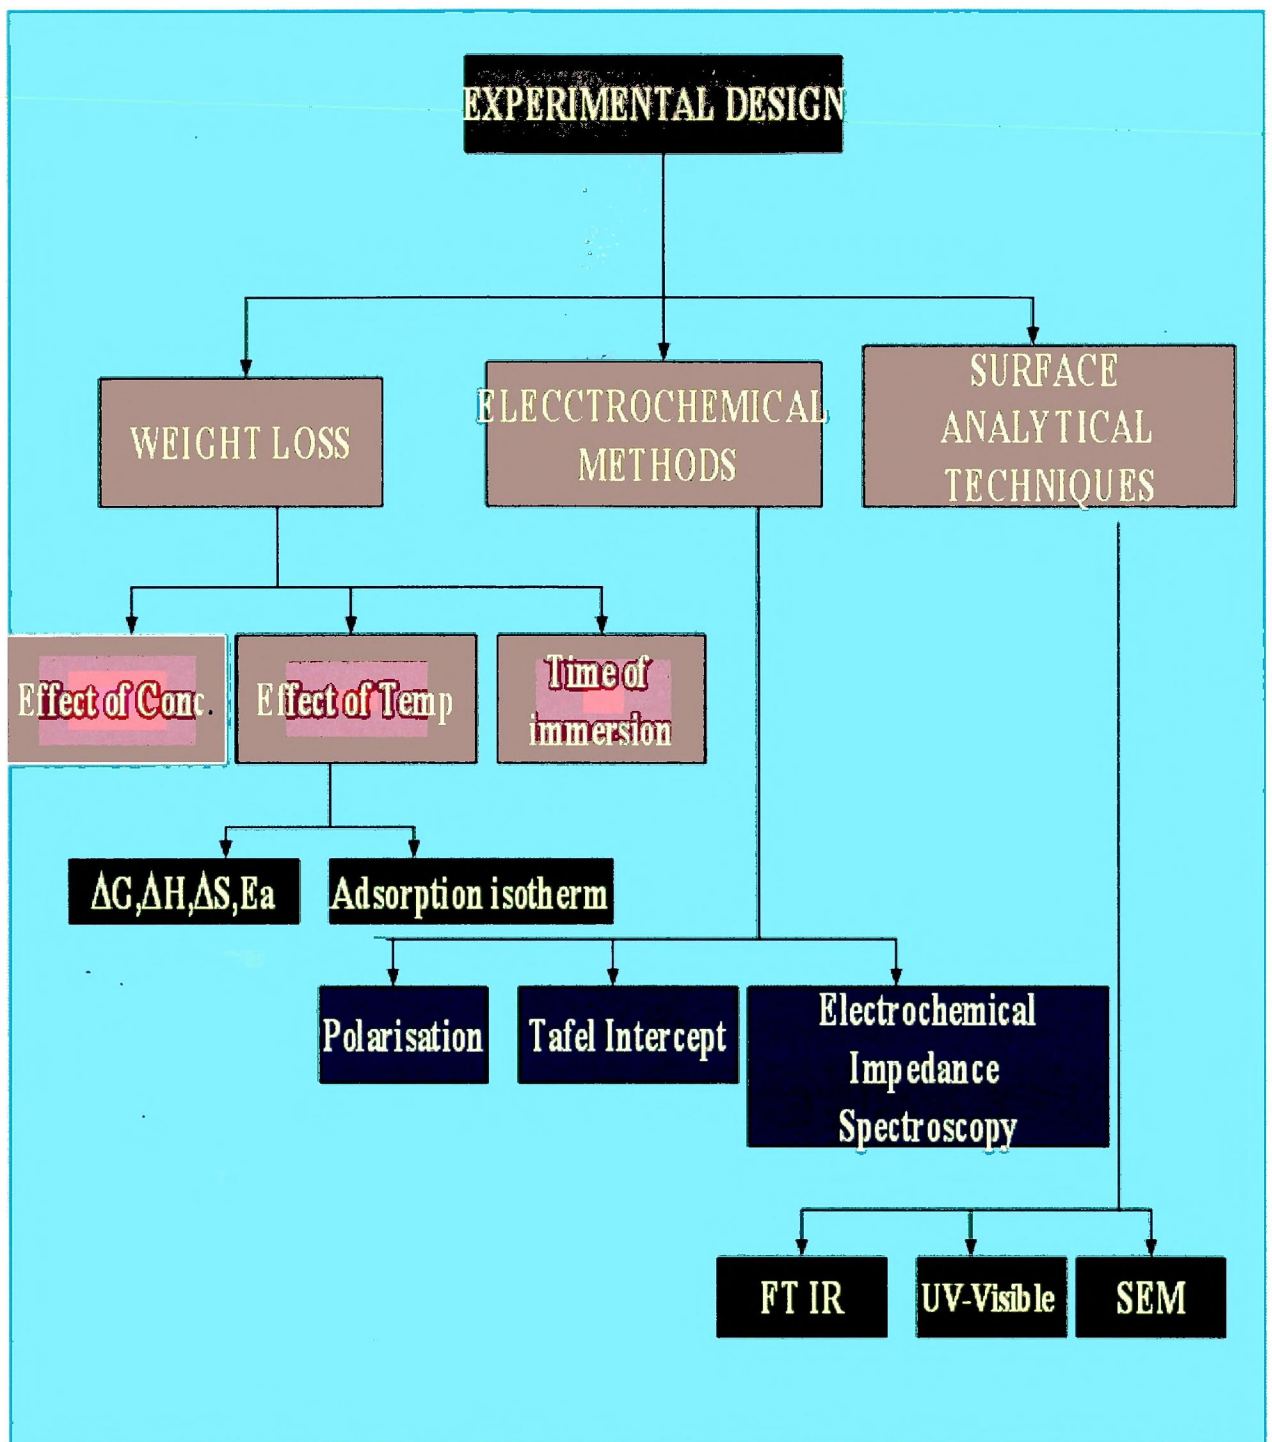 EXPERIMENTAL DESIGN
WEIGHT LOSS
ELECCTROCHEMICAL
METHODS
SURFACE
ANALYTICAL
TECHNIQUES
Effect of Conc.
Effect of Temp
Time of
immersion
ΔC,ΔH,ΔS,Ea
Adsorption isotherm
Polarisation
Tafel Intercept
Electrochemical
Impedance
Spectroscopy
FT IR
UV-Visible
SEM